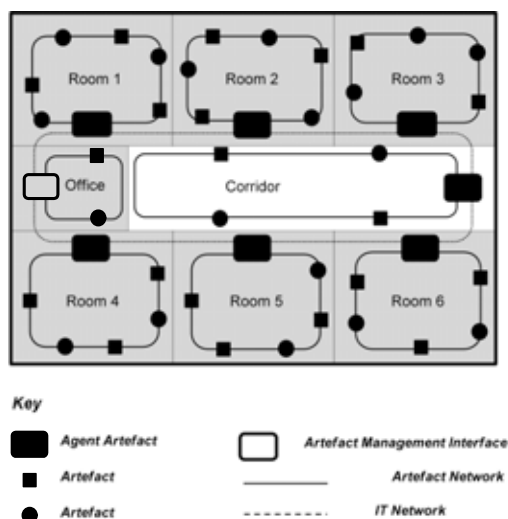 Room 1 Room 2 Room 3
Office Corridor
Room 4 Room 5 Room 6
Key
Agent Artefact Artefact Management Interface
Artefact Artefact Network
Artefact IT Network